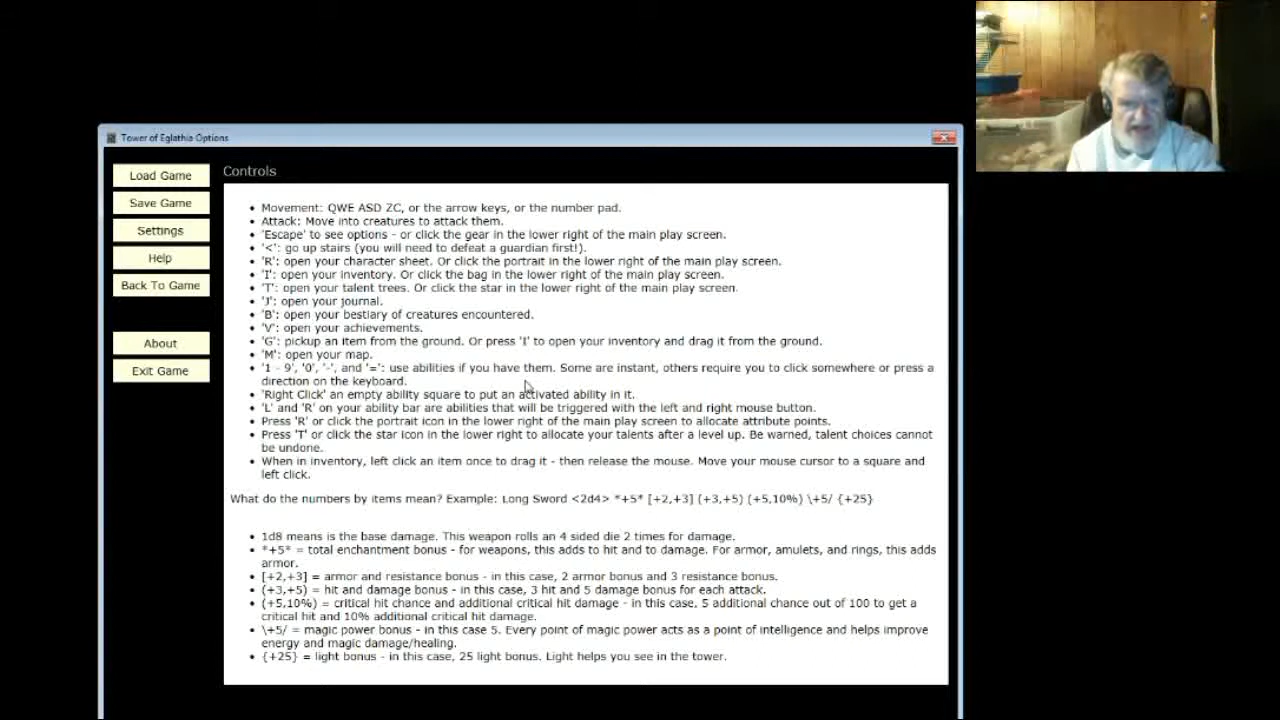 Tower of Eglathia Options
Load Game
Save Game
Settings
Help
Back To Game
About
Exit Game
Controls
• Movement: QWE ASD ZC, or the arrow keys, or the number pad.
• Attack: Move into creatures to attack them.
• 'Escape' to see options - or click the gear in the lower right of the main play screen.
• '<': go up stairs (you will need to defeat a guardian first!).
• 'R': open your character sheet. Or click the portrait in the lower right of the main play screen.
• 'I': open your inventory. Or click the bag in the lower right of the main play screen.
• 'T': open your talent trees. Or click the star in the lower right of the main play screen.
• 'J': open your journal.
• 'B': open your bestiary of creatures encountered.
• 'V': open your achievements.
• 'G': pickup an item from the ground. Or press 'I' to open your inventory and drag it from the ground.
• 'M': open your map.
• '1 - 9', '0', '-', and '=': use abilities if you have them. Some are instant, others require you to click somewhere or press a
direction on the keyboard.
• 'Right Click' an empty ability square to put an activated ability in it.
• 'L' and 'R' on your ability bar are abilities that will be triggered with the left and right mouse button.
• Press 'R' or click the portrait icon in the lower right of the main play screen to allocate attribute points.
• Press 'T' or click the star icon in the lower right to allocate your talents after a level up. Be warned, talent choices cannot
be undone.
• When in inventory, left click an item once to drag it - then release the mouse. Move your mouse cursor to a square and
left click.
What do the numbers by items mean? Example: Long Sword <2d4> *+5* [+2,+3] (+3,+5) (+5,10%) \+5/ {+25}
• 1d8 means is the base damage. This weapon rolls an 4 sided die 2 times for damage.
• *+5* = total enchantment bonus - for weapons, this adds to hit and to damage. For armor, amulets, and rings, this adds
armor.
• [+2,+3] = armor and resistance bonus - in this case, 2 armor bonus and 3 resistance bonus.
• (+3,+5) = hit and damage bonus - in this case, 3 hit and 5 damage bonus for each attack.
• (+5,10%) = critical hit chance and additional critical hit damage - in this case, 5 additional chance out of 100 to get a
critical hit and 10% additional critical hit damage.
• \+5/ = magic power bonus - in this case 5. Every point of magic power acts as a point of intelligence and helps improve
energy and magic damage/healing.
• {+25} = light bonus - in this case, 25 light bonus. Light helps you see in the tower.